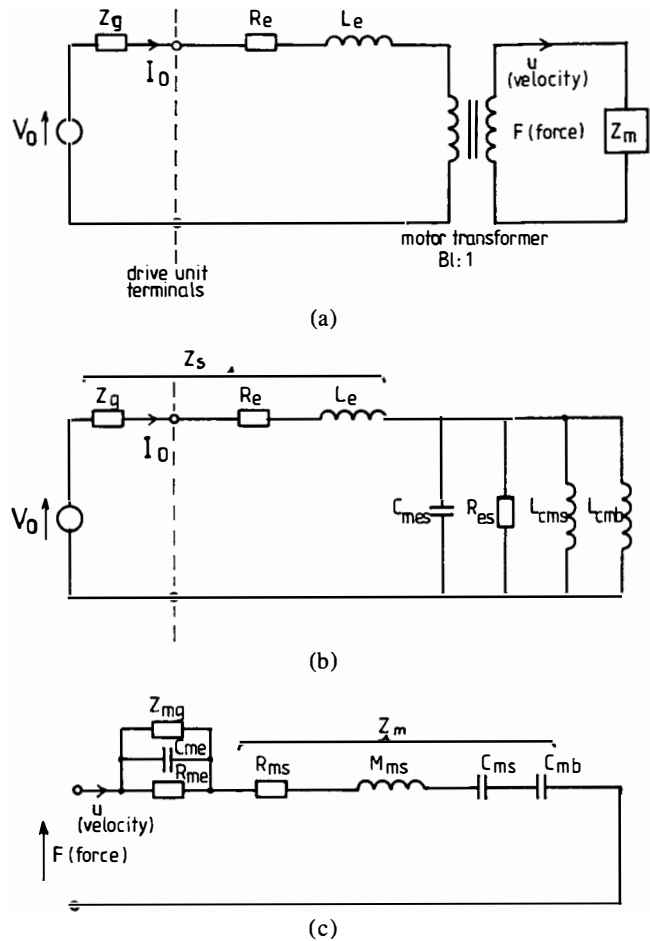 Zg
Re
Le
I0
u
(velocity)
V0
F (force)
Zm
motor transformer
Bl:1
drive unit
terminals
(a)
Zs
Zg
Re
Le
I0
V0
Cmes
Res
Lcms
Lcmb
(b)
Zmg
Cme
Rme
Zm
Rms
Mms
Cms
Cmb
u
(velocity)
F (force)
(c)